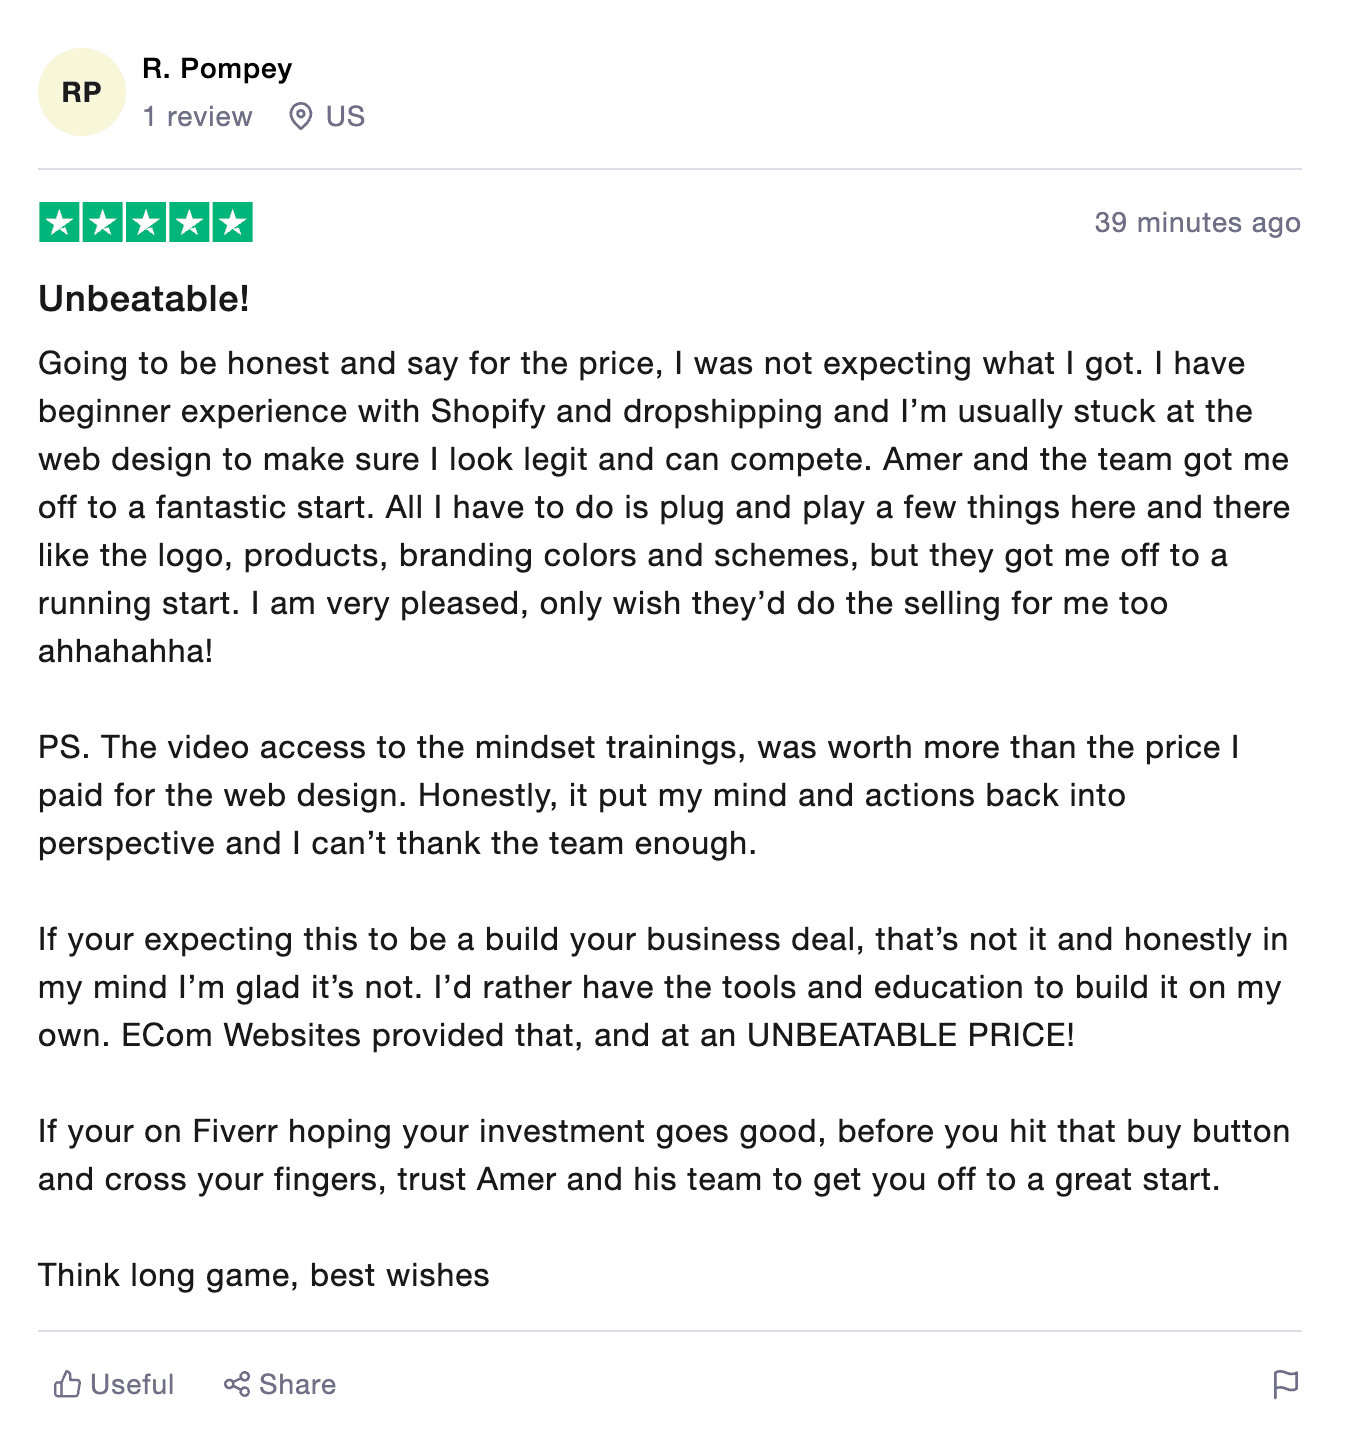 RP
R. Pompey
1 review
US
39 minutes ago
Unbeatable!
Going to be honest and say for the price, I was not expecting what I got. I have
beginner experience with Shopify and dropshipping and I’m usually stuck at the
web design to make sure I look legit and can compete. Amer and the team got me
off to a fantastic start. All I have to do is plug and play a few things here and there
like the logo, products, branding colors and schemes, but they got me off to a
running start. I am very pleased, only wish they’d do the selling for me too
ahhahahha!
PS. The video access to the mindset trainings, was worth more than the price I
paid for the web design. Honestly, it put my mind and actions back into
perspective and I can’t thank the team enough.
If your expecting this to be a build your business deal, that’s not it and honestly in
my mind I’m glad it’s not. I’d rather have the tools and education to build it on my
own. ECom Websites provided that, and at an UNBEATABLE PRICE!
If your on Fiverr hoping your investment goes good, before you hit that buy button
and cross your fingers, trust Amer and his team to get you off to a great start.
Think long game, best wishes
Useful
Share